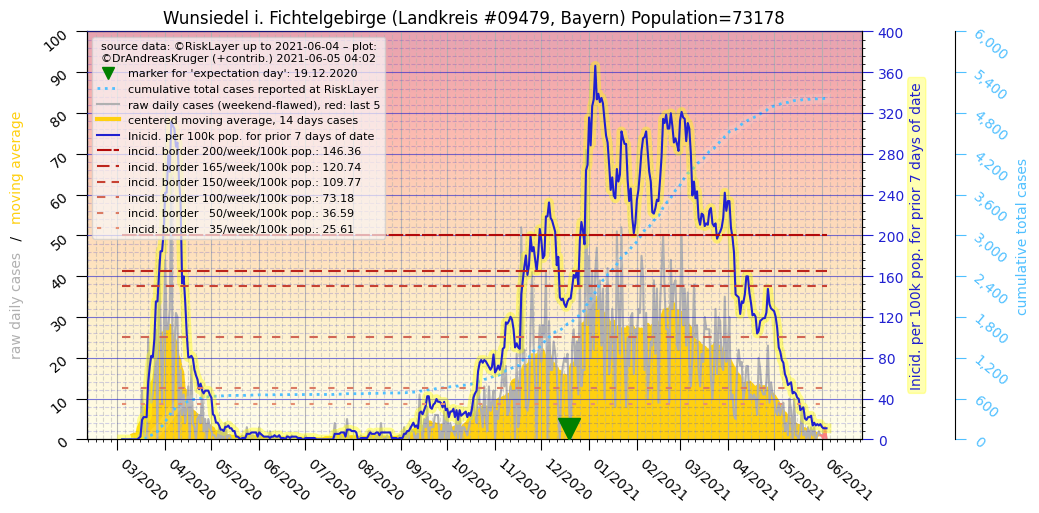 Wunsiedel i. Fichtelgebirge (Landkreis #09479, Bayern) Population=73178
source data: ©RiskLayer up to 2021-06-04 – plot:
©DrAndreasKruger (+contrib.) 2021-06-05 04:02
marker for 'expectation day': 19.12.2020
cumulative total cases reported at RiskLayer
raw daily cases (weekend-flawed), red: last 5
centered moving average, 14 days cases
Inicid. per 100k pop. for prior 7 days of date
incid. border 200/week/100k pop.: 146.36
incid. border 165/week/100k pop.: 120.74
incid. border 150/week/100k pop.: 109.77
incid. border 100/week/100k pop.: 73.18
incid. border 50/week/100k pop.: 36.59
incid. border 35/week/100k pop.: 25.61
raw daily cases / moving average
100
90
80
70
60
50
40
30
20
10
0
03/2020
04/2020
05/2020
06/2020
07/2020
08/2020
09/2020
10/2020
11/2020
12/2020
01/2021
02/2021
03/2021
04/2021
05/2021
06/2021
400
360
320
280
240
200
160
120
80
40
0
Inicid. per 100k pop. for prior 7 days of date
6,000
5,400
4,800
4,200
3,600
3,000
2,400
1,800
1,200
600
0
cumulative total cases